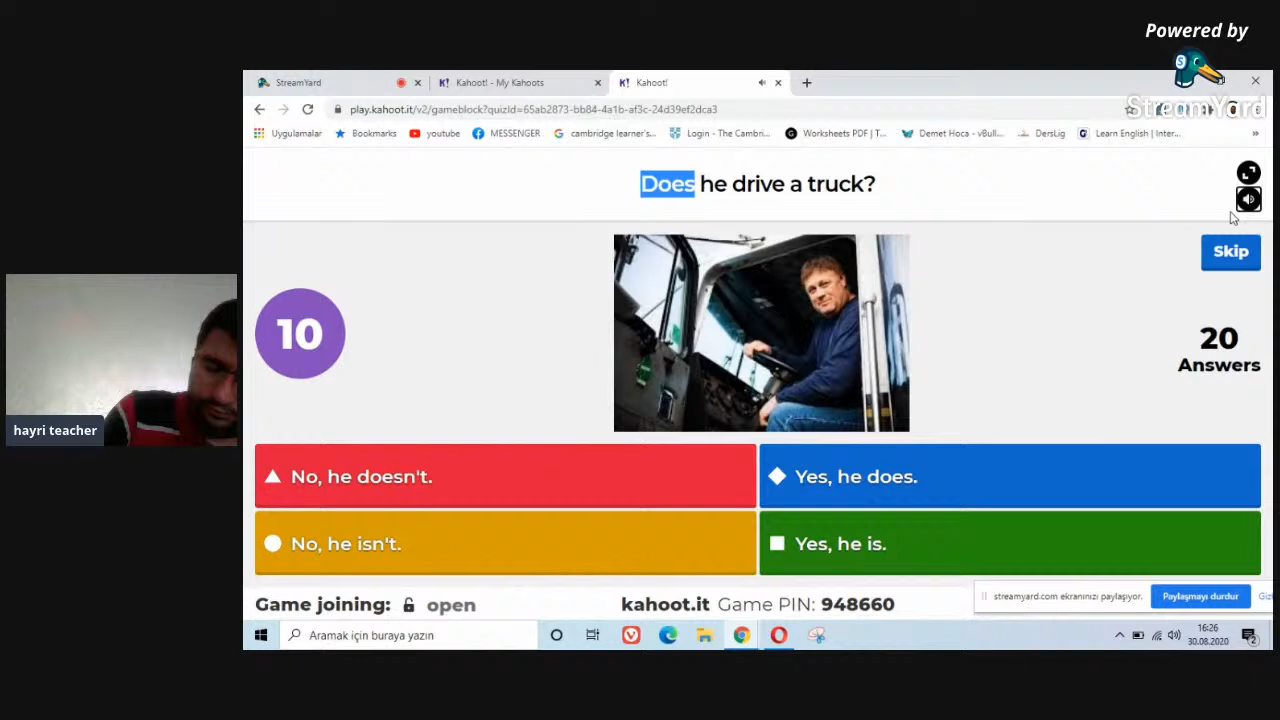 Powered by
StreamYard
StreamYard
Kahoot! - My Kahoots
Kahoot!
play.kahoot.it/v2/gameblock?quizId=65ab2873-bb84-4a1b-af3c-24d39ef2dca3
Uygulamalar
Bookmarks
youtube
MESSENGER
cambridge learner's...
Login - The Cambri...
Worksheets PDF | T...
Demet Hoca - vBull...
DersLig
Learn English | Inter...
»
Does he drive a truck?
Skip
10
20
Answers
hayri teacher
No, he doesn't.
Yes, he does.
No, he isn't.
Yes, he is.
Game joining: open
kahoot.it Game PIN: 948660
streamyard.com ekranınızı paylaşıyor.
Paylaşmayı durdur
Giz
Aramak için buraya yazın
16:26
30.08.2020
2